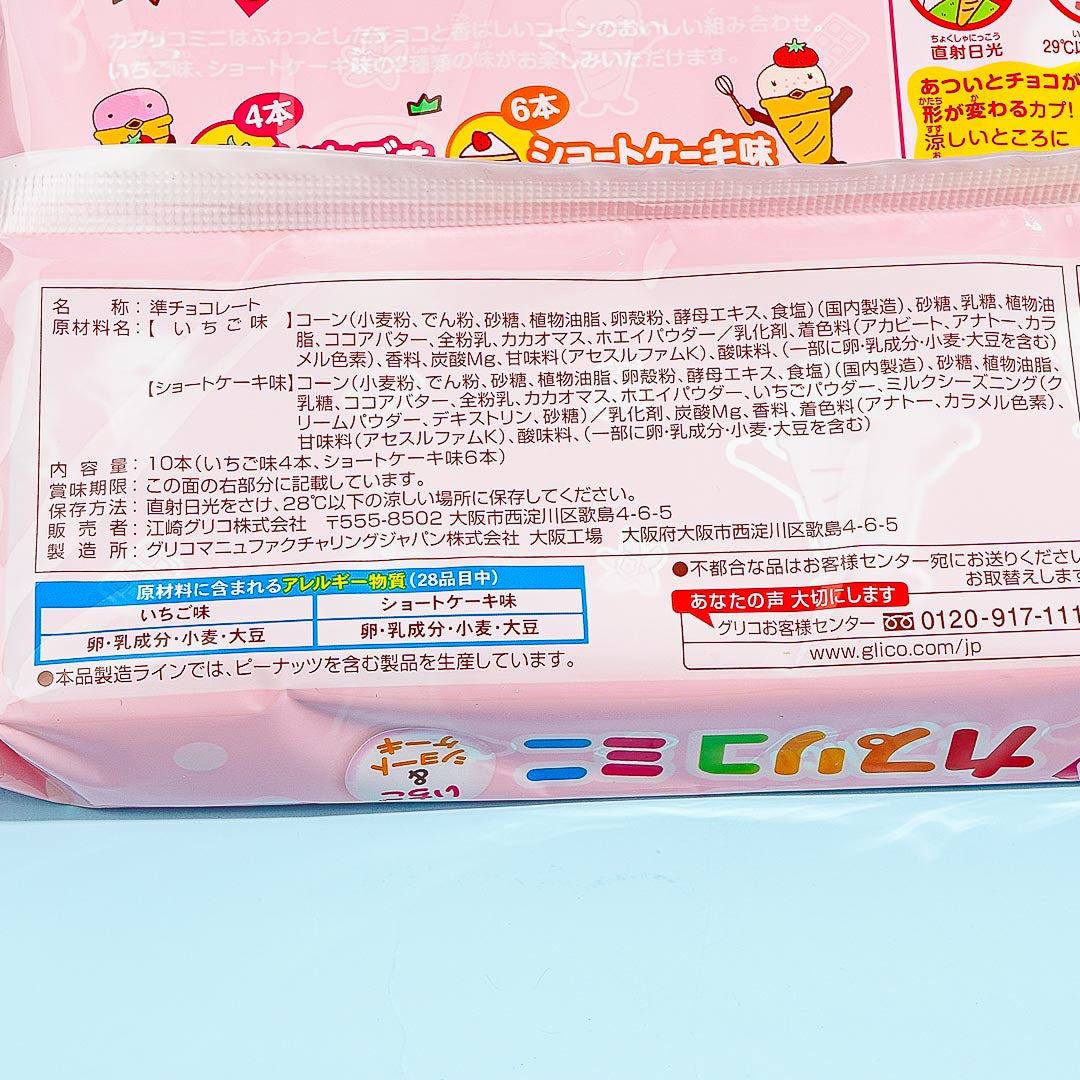 カプリコミニはふわっとしたチョコと香ばしいコーンのおいしい組み合わせ。
いちご味、ショートケーキ味の2種類の味がお楽しみいただけます。
4本
6本
ショートケーキ味
ちょくしゃにっこう
直射日光
29℃
あついとチョコが
かたち か
形が変わるカプ!
すず
涼しいところに
名 称：準チョコレート
原材料名：【いちご味】コーン(小麦粉、でん粉、砂糖、植物油脂、卵殻粉、酵母エキス、食塩)(国内製造)、砂糖、乳糖、植物油
脂、ココアバター、全粉乳、カカオマス、ホエイパウダー／乳化剤、着色料(アカビート、アナトー、カラ
メル色素)、香料、炭酸Mg、甘味料(アセスルファムK)、酸味料、(一部に卵・乳成分・小麦・大豆を含む)
【ショートケーキ味】コーン(小麦粉、でん粉、砂糖、植物油脂、卵殻粉、酵母エキス、食塩)(国内製造)、砂糖、植物油脂、
乳糖、ココアバター、全粉乳、カカオマス、ホエイパウダー、いちごパウダー、ミルクシーズニング(ク
リームパウダー、デキストリン、砂糖)／乳化剤、炭酸Mg、香料、着色料(アナトー、カラメル色素)、
甘味料(アセスルファムK)、酸味料、(一部に卵・乳成分・小麦・大豆を含む)
内 容 量：10本(いちご味4本、ショートケーキ味6本)
賞味期限：この面の右部分に記載しています。
保存方法：直射日光をさけ、28℃以下の涼しい場所に保存してください。
販 売 者：江崎グリコ株式会社 〒555-8502 大阪市西淀川区歌島4-6-5
製 造 所：グリコマニュファクチャリングジャパン株式会社 大阪工場 大阪府大阪市西淀川区歌島4-6-5
原材料に含まれるアレルギー物質(28品目中)
いちご味 ショートケーキ味
卵・乳成分・小麦・大豆 卵・乳成分・小麦・大豆
●本品製造ラインでは、ピーナッツを含む製品を生産しています。
●不都合な品はお客様センター宛にお送りください
お取替えします
あなたの声 大切にします
グリコお客様センター 0120-917-111
www.glico.com/jp
カプリコミニ
いちご
&
ショート
ケーキ